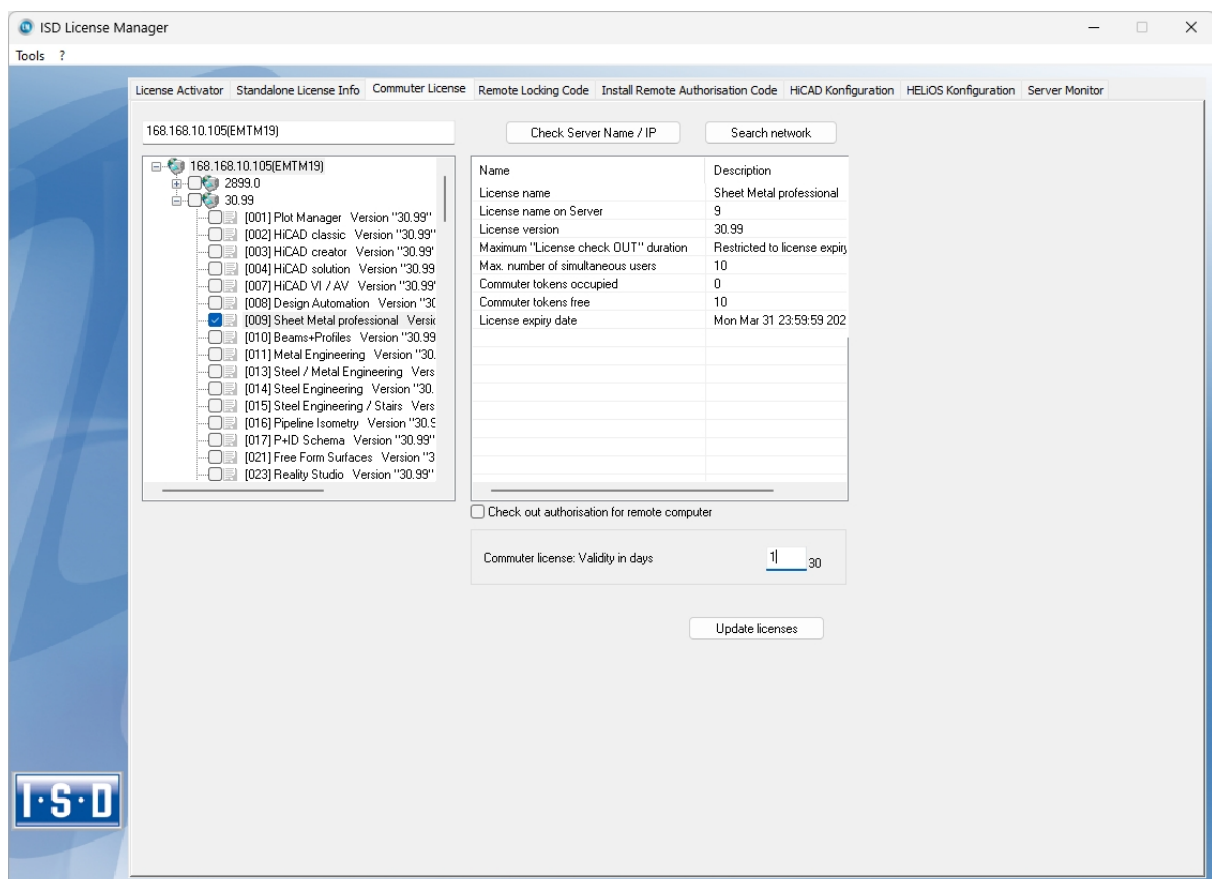 ISD License Manager
Tools ?
License Activator Standalone License Info Commuter License Remote Locking Code Install Remote Authorisation Code HiCAD Konfiguration HELiOS Konfiguration Server Monitor
168.168.10.105(EMTM19) Check Server Name / IP Search network
168.168.10.105(EMTM19)
2899.0
30.99
[001] Plot Manager Version "30.99"
[002] HiCAD classic Version "30.99"
[003] HiCAD creator Version "30.99'
[004] HiCAD solution Version "30.99
[007] HiCAD VI / AV Version "30.99'
[008] Design Automation Version "30
[009] Sheet Metal professional Versio
[010] Beams+Profiles Version "30.99
[011] Metal Engineering Version "30.
[013] Steel / Metal Engineering Vers
[014] Steel Engineering Version "30.
[015] Steel Engineering / Stairs Vers
[016] Pipeline Isometry Version "30.9
[017] P+ID Schema Version "30.99"
[021] Free Form Surfaces Version "3
[023] Reality Studio Version "30.99"
Name Description
License name Sheet Metal professional
License name on Server 9
License version 30.99
Maximum "License check OUT" duration Restricted to license expiry
Max. number of simultaneous users 10
Commuter tokens occupied 0
Commuter tokens free 10
License expiry date Mon Mar 31 23:59:59 202
Check out authorisation for remote computer
Commuter license: Validity in days 1 30
Update licenses
I·S·D